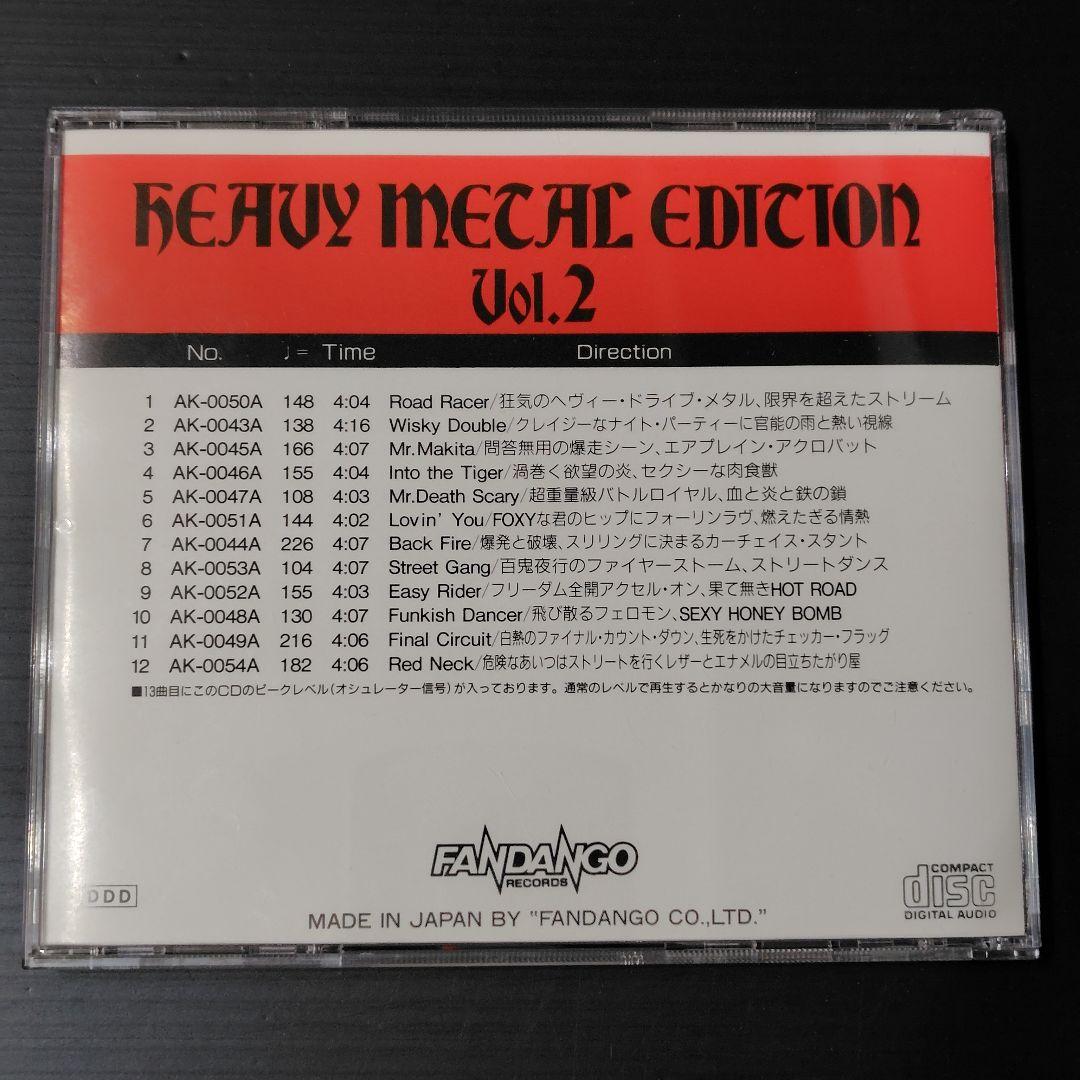 HEAVY METAL EDITION
Vol.2
No. ♩= Time Direction
1 AK-0050A 148 4:04 Road Racer/狂気のヘヴィー・ドライブ・メタル、限界を超えたストリーム
2 AK-0043A 138 4:16 Wisky Double/クレイジーなナイト・パーティーに官能の雨と熱い視線
3 AK-0045A 166 4:07 Mr.Makita/問答無用の爆走シーン、エアプレイン・アクロバット
4 AK-0046A 155 4:04 Into the Tiger/渦巻く欲望の炎、セクシーな肉食獣
5 AK-0047A 108 4:03 Mr.Death Scary/超重量級バトルロイヤル、血と炎と鉄の鎖
6 AK-0051A 144 4:02 Lovin' You/FOXYな君のヒップにフォーリンラヴ、燃えたぎる情熱
7 AK-0044A 226 4:07 Back Fire/爆発と破壊、スリリングに決まるカーチェイス・スタント
8 AK-0053A 104 4:07 Street Gang/百鬼夜行のファイヤーストーム、ストリートダンス
9 AK-0052A 155 4:03 Easy Rider/フリーダム全開アクセル・オン、果て無きHOT ROAD
10 AK-0048A 130 4:07 Funkish Dancer/飛び散るフェロモン、SEXY HONEY BOMB
11 AK-0049A 216 4:06 Final Circuit/白熱のファイナル・カウント・ダウン、生死をかけたチェッカー・フラッグ
12 AK-0054A 182 4:06 Red Neck/危険なあいつはストリートを行くレザーとエナメルの目立ちたがり屋
■13曲目にこのCDのピークレベル(オシュレーター信号)が入っております。通常のレベルで再生するとかなりの大音量になりますのでご注意ください。
FANDANGO
RECORDS
DDD
COMPACT
disc
DIGITAL AUDIO
MADE IN JAPAN BY "FANDANGO CO.,LTD."